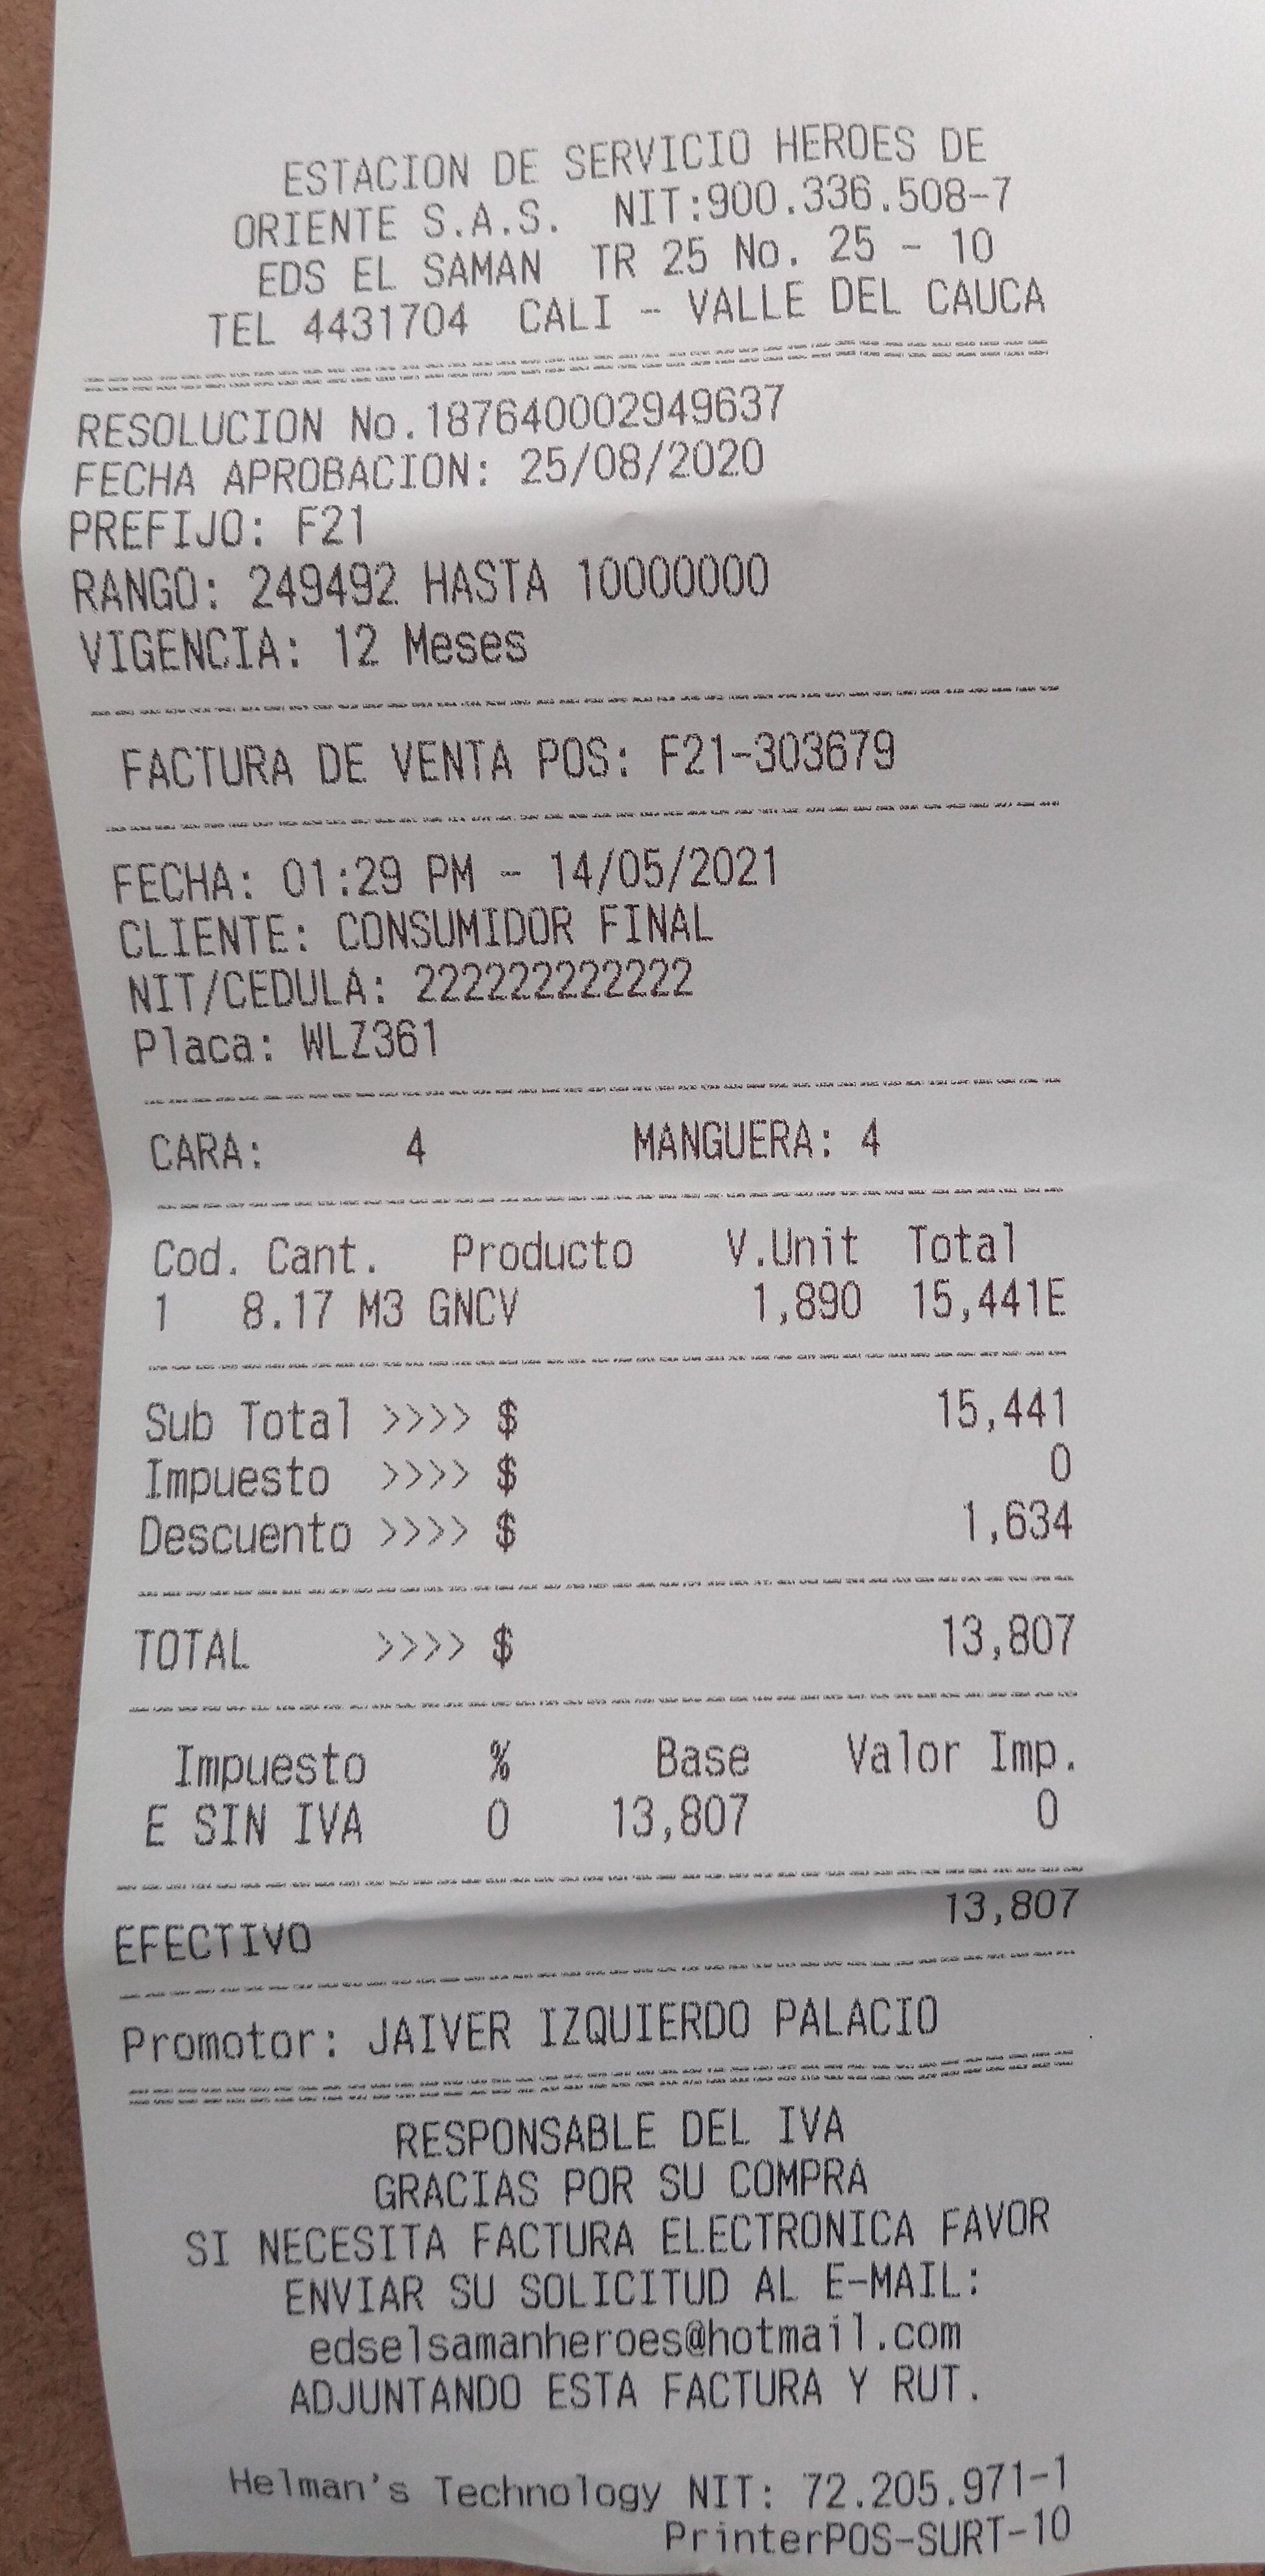 ESTACION DE SERVICIO HEROES DE
ORIENTE S.A.S. NIT:900.336.508-7
EDS EL SAMAN TR 25 No. 25 - 10
TEL 4431704 CALI - VALLE DEL CAUCA
RESOLUCION No.187640002949637
FECHA APROBACION: 25/08/2020
PREFIJO: F21
RANGO: 249492 HASTA 10000000
VIGENCIA: 12 Meses
FACTURA DE VENTA POS: F21-303679
FECHA: 01:29 PM - 14/05/2021
CLIENTE: CONSUMIDOR FINAL
NIT/CEDULA: 222222222222
Placa: WLZ361
CARA: 4 MANGUERA: 4
Cod. Cant. Producto V.Unit Total
1 8.17 M3 GNCV 1,890 15,441E
Sub Total >>>> $ 15,441
Impuesto >>>> $ 0
Descuento >>>> $ 1,634
TOTAL >>>> $ 13,807
Impuesto % Base Valor Imp.
E SIN IVA 0 13,807 0
EFECTIVO 13,807
Promotor: JAIVER IZQUIERDO PALACIO
RESPONSABLE DEL IVA
GRACIAS POR SU COMPRA
SI NECESITA FACTURA ELECTRONICA FAVOR
ENVIAR SU SOLICITUD AL E-MAIL:
edselsamanheroes@hotmail.com
ADJUNTANDO ESTA FACTURA Y RUT.
Helman's Technology NIT: 72.205.971-1
PrinterPOS-SURT-10